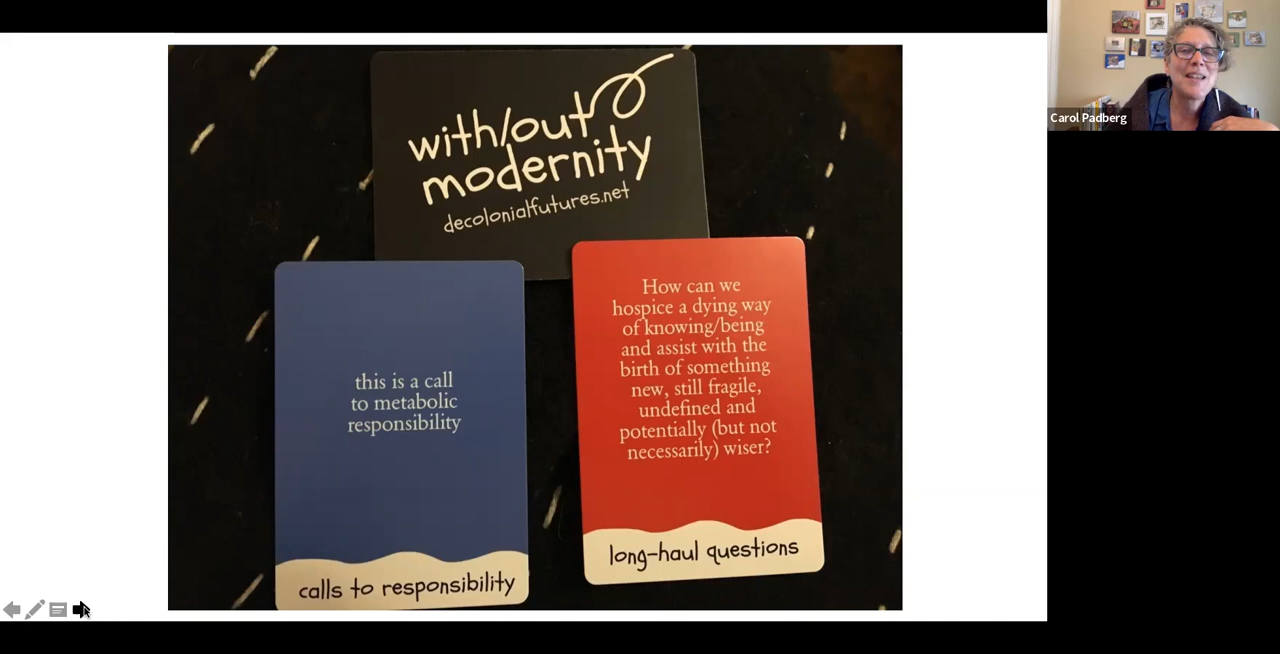 with/out
modernity
decolonialfutures.net
this is a call
to metabolic
responsibility
calls to responsibility
How can we
hospice a dying way
of knowing/being
and assist with the
birth of something
new, still fragile,
undefined and
potentially (but not
necessarily) wiser?
long-haul questions
Carol Padberg